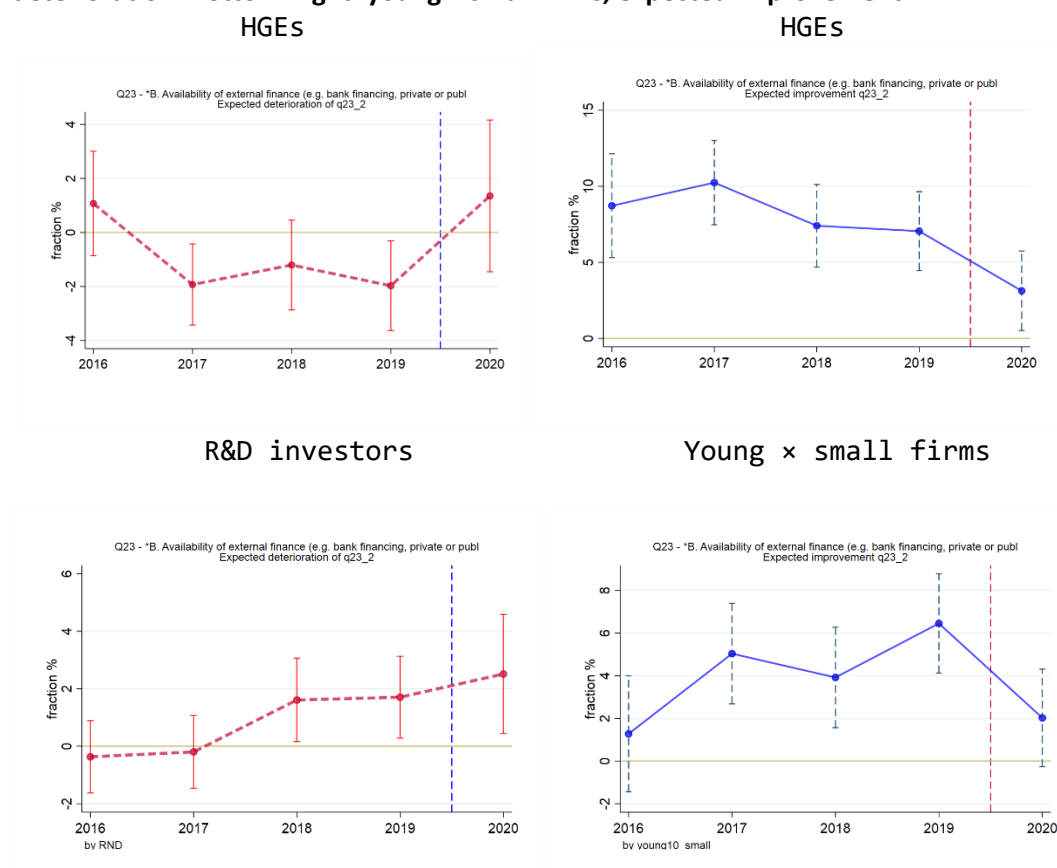 HGEs
HGEs
Q23 - *B. Availability of external finance (e.g. bank financing, private or publ
Expected deterioration of q23_2
fraction %
4
2
0
-2
-4
2016 2017 2018 2019 2020
Q23 - *B. Availability of external finance (e.g. bank financing, private or publ
Expected improvement q23_2
fraction %
15
10
5
0
2016 2017 2018 2019 2020
R&D investors
Young × small firms
Q23 - *B. Availability of external finance (e.g. bank financing, private or publ
Expected deterioration of q23_2
fraction %
6
4
2
0
-2
2016 2017 2018 2019 2020
by RND
Q23 - *B. Availability of external finance (e.g. bank financing, private or publ
Expected improvement q23_2
fraction %
8
6
4
2
0
-2
2016 2017 2018 2019 2020
by young10 small